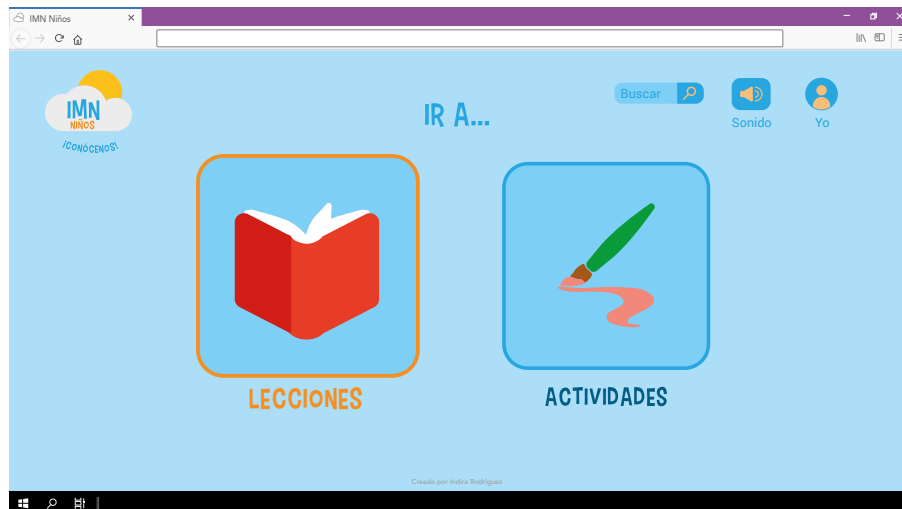 IMN Niños
IMN
NIÑOS
¡CONÓCENOS!
IR A...
Buscar
Sonido
Yo
LECCIONES
ACTIVIDADES
Creado por Indira Rodríguez